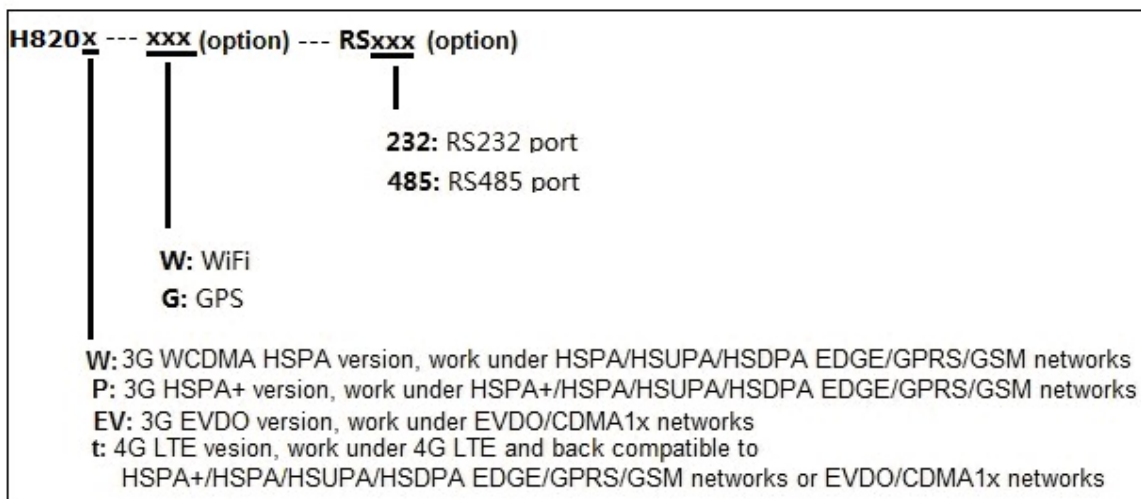 H820x --- xxx (option) --- RSxxx (option)
232: RS232 port
485: RS485 port
W: WiFi
G: GPS
W: 3G WCDMA HSPA version, work under HSPA/HSUPA/HSDPA EDGE/GPRS/GSM networks
P: 3G HSPA+ version, work under HSPA+/HSPA/HSUPA/HSDPA EDGE/GPRS/GSM networks
EV: 3G EVDO version, work under EVDO/CDMA1x networks
t: 4G LTE vesion, work under 4G LTE and back compatible to
HSPA+/HSPA/HSUPA/HSDPA EDGE/GPRS/GSM networks or EVDO/CDMA1x networks